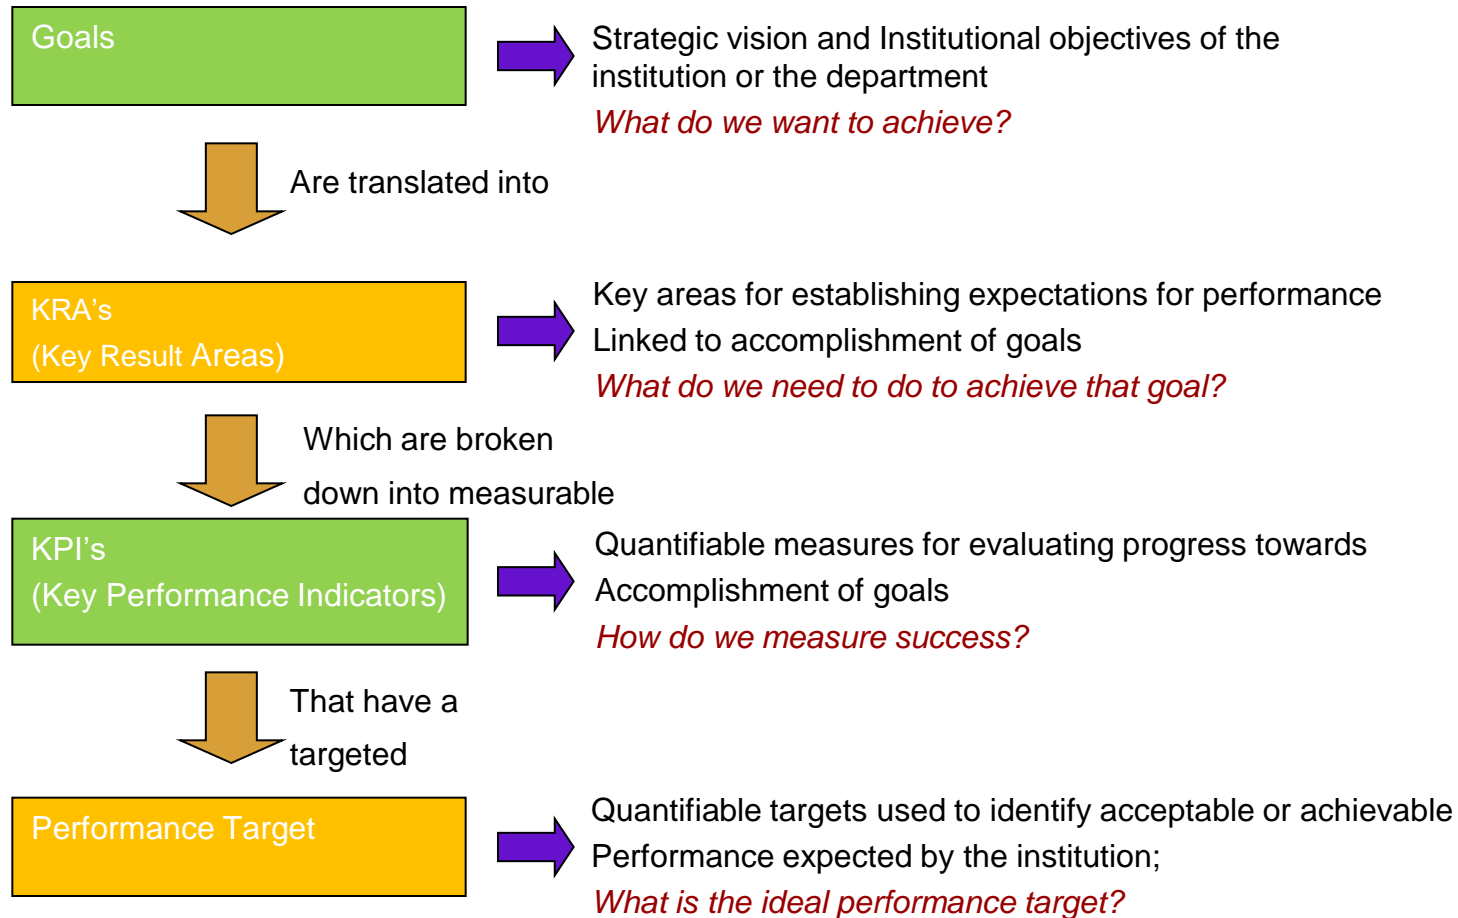 Goals
Strategic vision and Institutional objectives of the
institution or the department
What do we want to achieve?
Are translated into
KRA's
(Key Result Areas)
Key areas for establishing expectations for performance
Linked to accomplishment of goals
What do we need to do to achieve that goal?
Which are broken
down into measurable
KPI's
(Key Performance Indicators)
Quantifiable measures for evaluating progress towards
Accomplishment of goals
How do we measure success?
That have a
targeted
Performance Target
Quantifiable targets used to identify acceptable or achievable
Performance expected by the institution;
What is the ideal performance target?